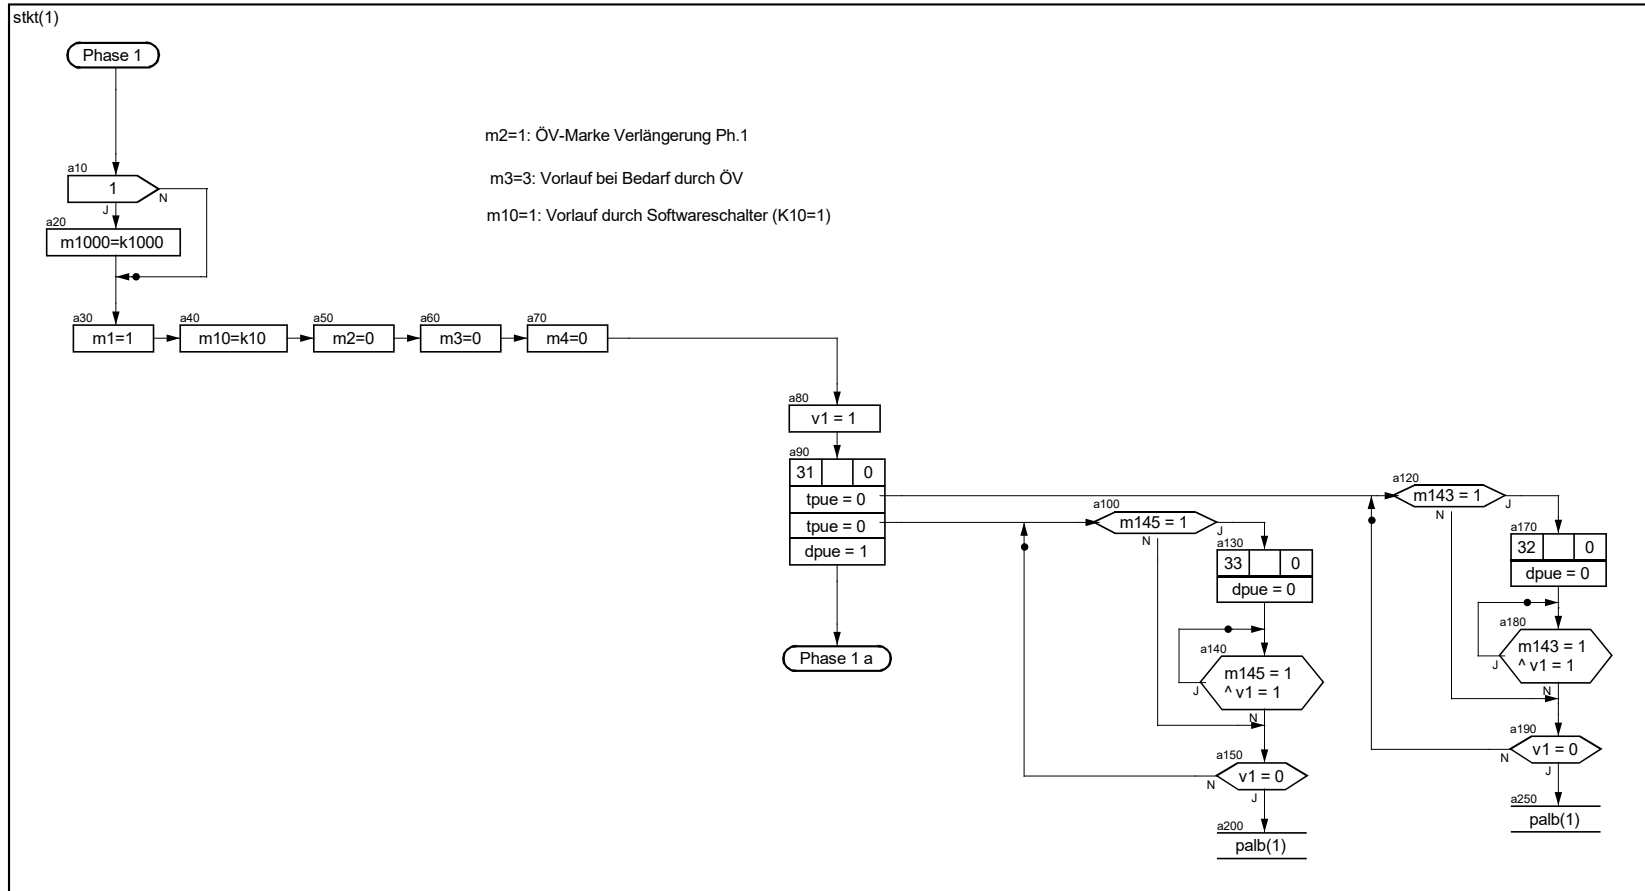 stkt(1)
Phase 1
m2=1: ÖV-Marke Verlängerung Ph.1
m3=3: Vorlauf bei Bedarf durch ÖV
m10=1: Vorlauf durch Softwareschalter (K10=1)
a10
1
N
J
a20
m1000=k1000
a30
m1=1
a40
m10=k10
a50
m2=0
a60
m3=0
a70
m4=0
a80
v1 = 1
a90
31 0
tpue = 0
tpue = 0
dpue = 1
Phase 1 a
a100
m145 = 1
J
N
a130
33 0
dpue = 0
a140
m145 = 1
^ v1 = 1
J
N
a150
v1 = 0
N
J
a200
palb(1)
a120
m143 = 1
J
N
a170
32 0
dpue = 0
a180
m143 = 1
^ v1 = 1
J
N
a190
v1 = 0
N
J
a250
palb(1)